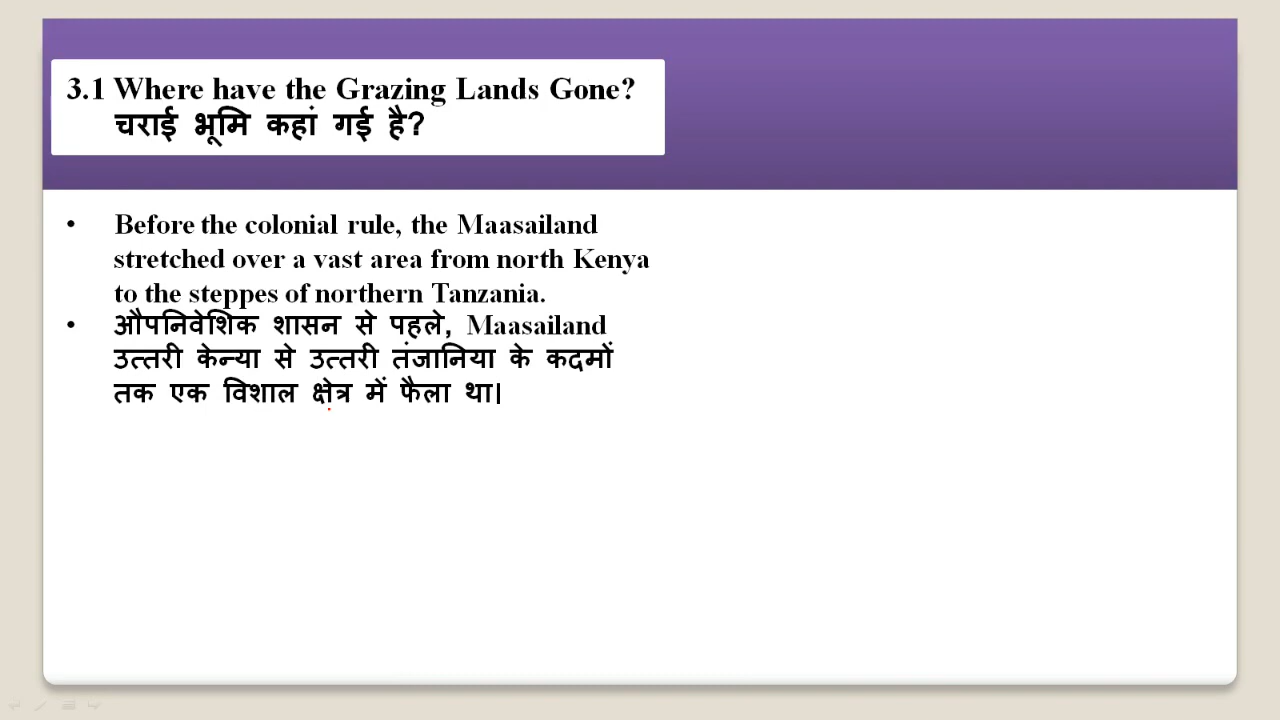 3.1 Where have the Grazing Lands Gone?
चराई भूमि कहां गई है?
• Before the colonial rule, the Maasailand
stretched over a vast area from north Kenya
to the steppes of northern Tanzania.
• औपनिवेशिक शासन से पहले, Maasailand
उत्तरी केन्या से उत्तरी तंजानिया के कदमों
तक एक विशाल क्षेत्र में फैला था।